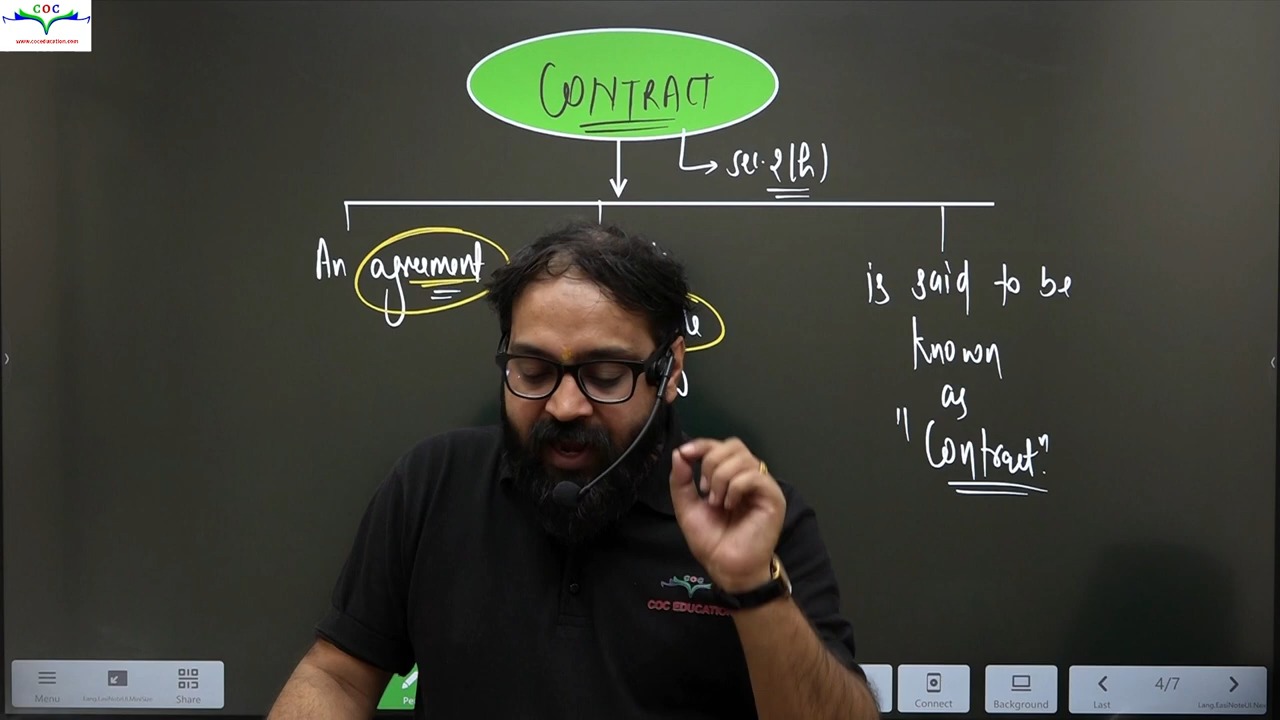 COC
www.coceducation.com
CONTRACT
sec. 2(h)
An agreement
is said to be
known
as
"Contract".
COC
COC EDUCATION
Menu
Share
Connect
Background
Last
4/7